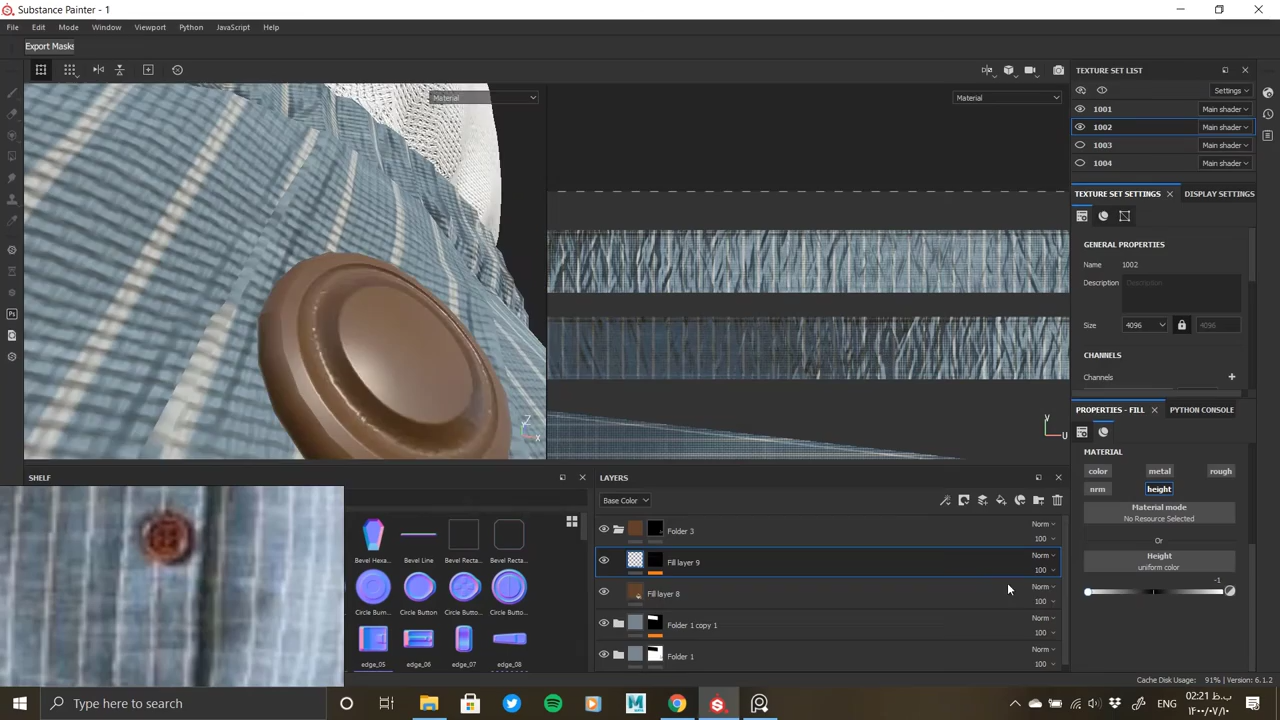 Substance Painter - 1
File Edit Mode Window Viewport Python JavaScript Help
Export Masks
Material
Material
Z
X
V
U
TEXTURE SET LIST
Settings
1001 Main shader
1002 Main shader
1003 Main shader
1004 Main shader
TEXTURE SET SETTINGS DISPLAY SETTINGS
GENERAL PROPERTIES
Name 1002
Description Description
Size 4096 4096
CHANNELS
Channels
PROPERTIES - FILL PYTHON CONSOLE
MATERIAL
color metal rough
nrm height
Material mode
No Resource Selected
Or
Height
uniform color
-1
SHELF
Bevel Hexa... Bevel Line Bevel Recta... Bevel Recta...
Circle Bum... Circle Button Circle Button... Circle Button...
edge_05 edge_06 edge_07 edge_08
LAYERS
Base Color
Folder 3 Norm 100
Fill layer 9 Norm 100
Fill layer 8 Norm 100
Folder 1 copy 1 Norm 100
Folder 1 Norm 100
Cache Disk Usage: 91% | Version: 6.1.2
Type here to search
Ps
ENG
02:21 ب.ظ